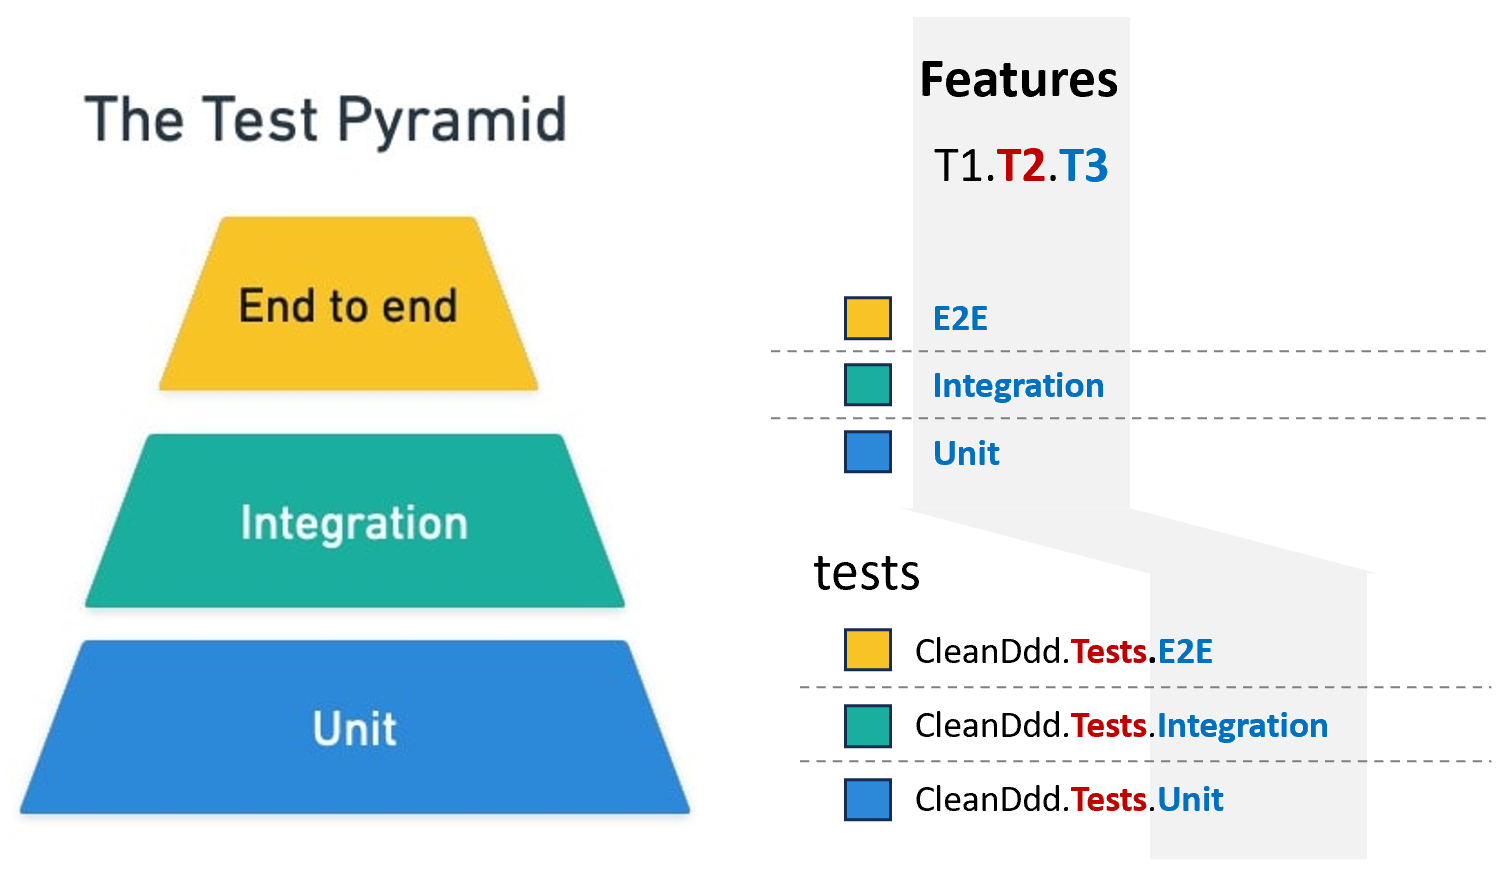 The Test Pyramid
End to end
Integration
Unit
Features
T1.T2.T3
E2E
Integration
Unit
tests
CleanDdd.Tests.E2E
CleanDdd.Tests.Integration
CleanDdd.Tests.Unit